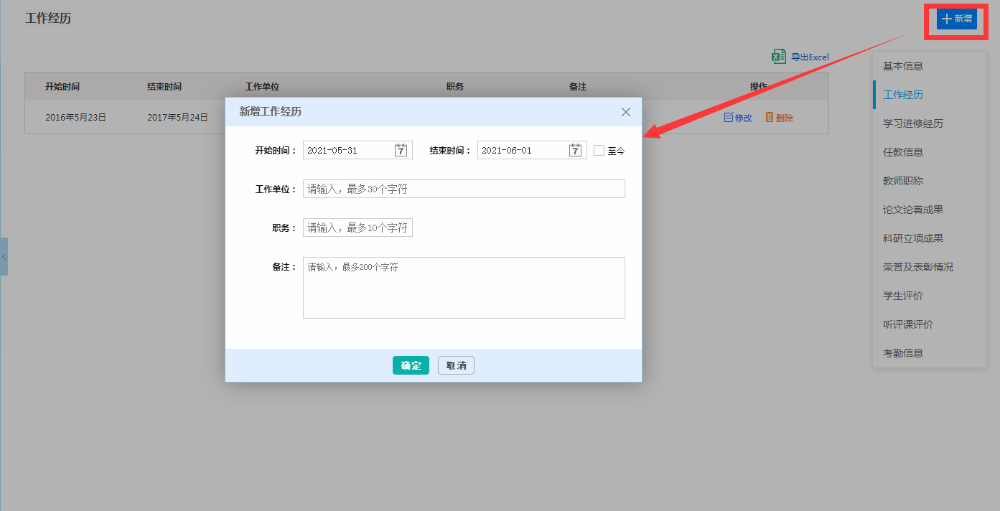 工作经历
新增
导出Excel
开始时间 结束时间 工作单位 职务 备注 操作
2016年5月23日 2017年5月24日 修改 删除
新增工作经历
开始时间： 2021-05-31 7 结束时间： 2021-06-01 7 至今
工作单位： 请输入，最多30个字符
职务： 请输入，最多10个字符
备注： 请输入，最多200个字符
确定 取消
基本信息
工作经历
学习进修经历
任教信息
教师职称
论文论著成果
科研立项成果
荣誉及表彰情况
学生评价
听评课评价
考勤信息